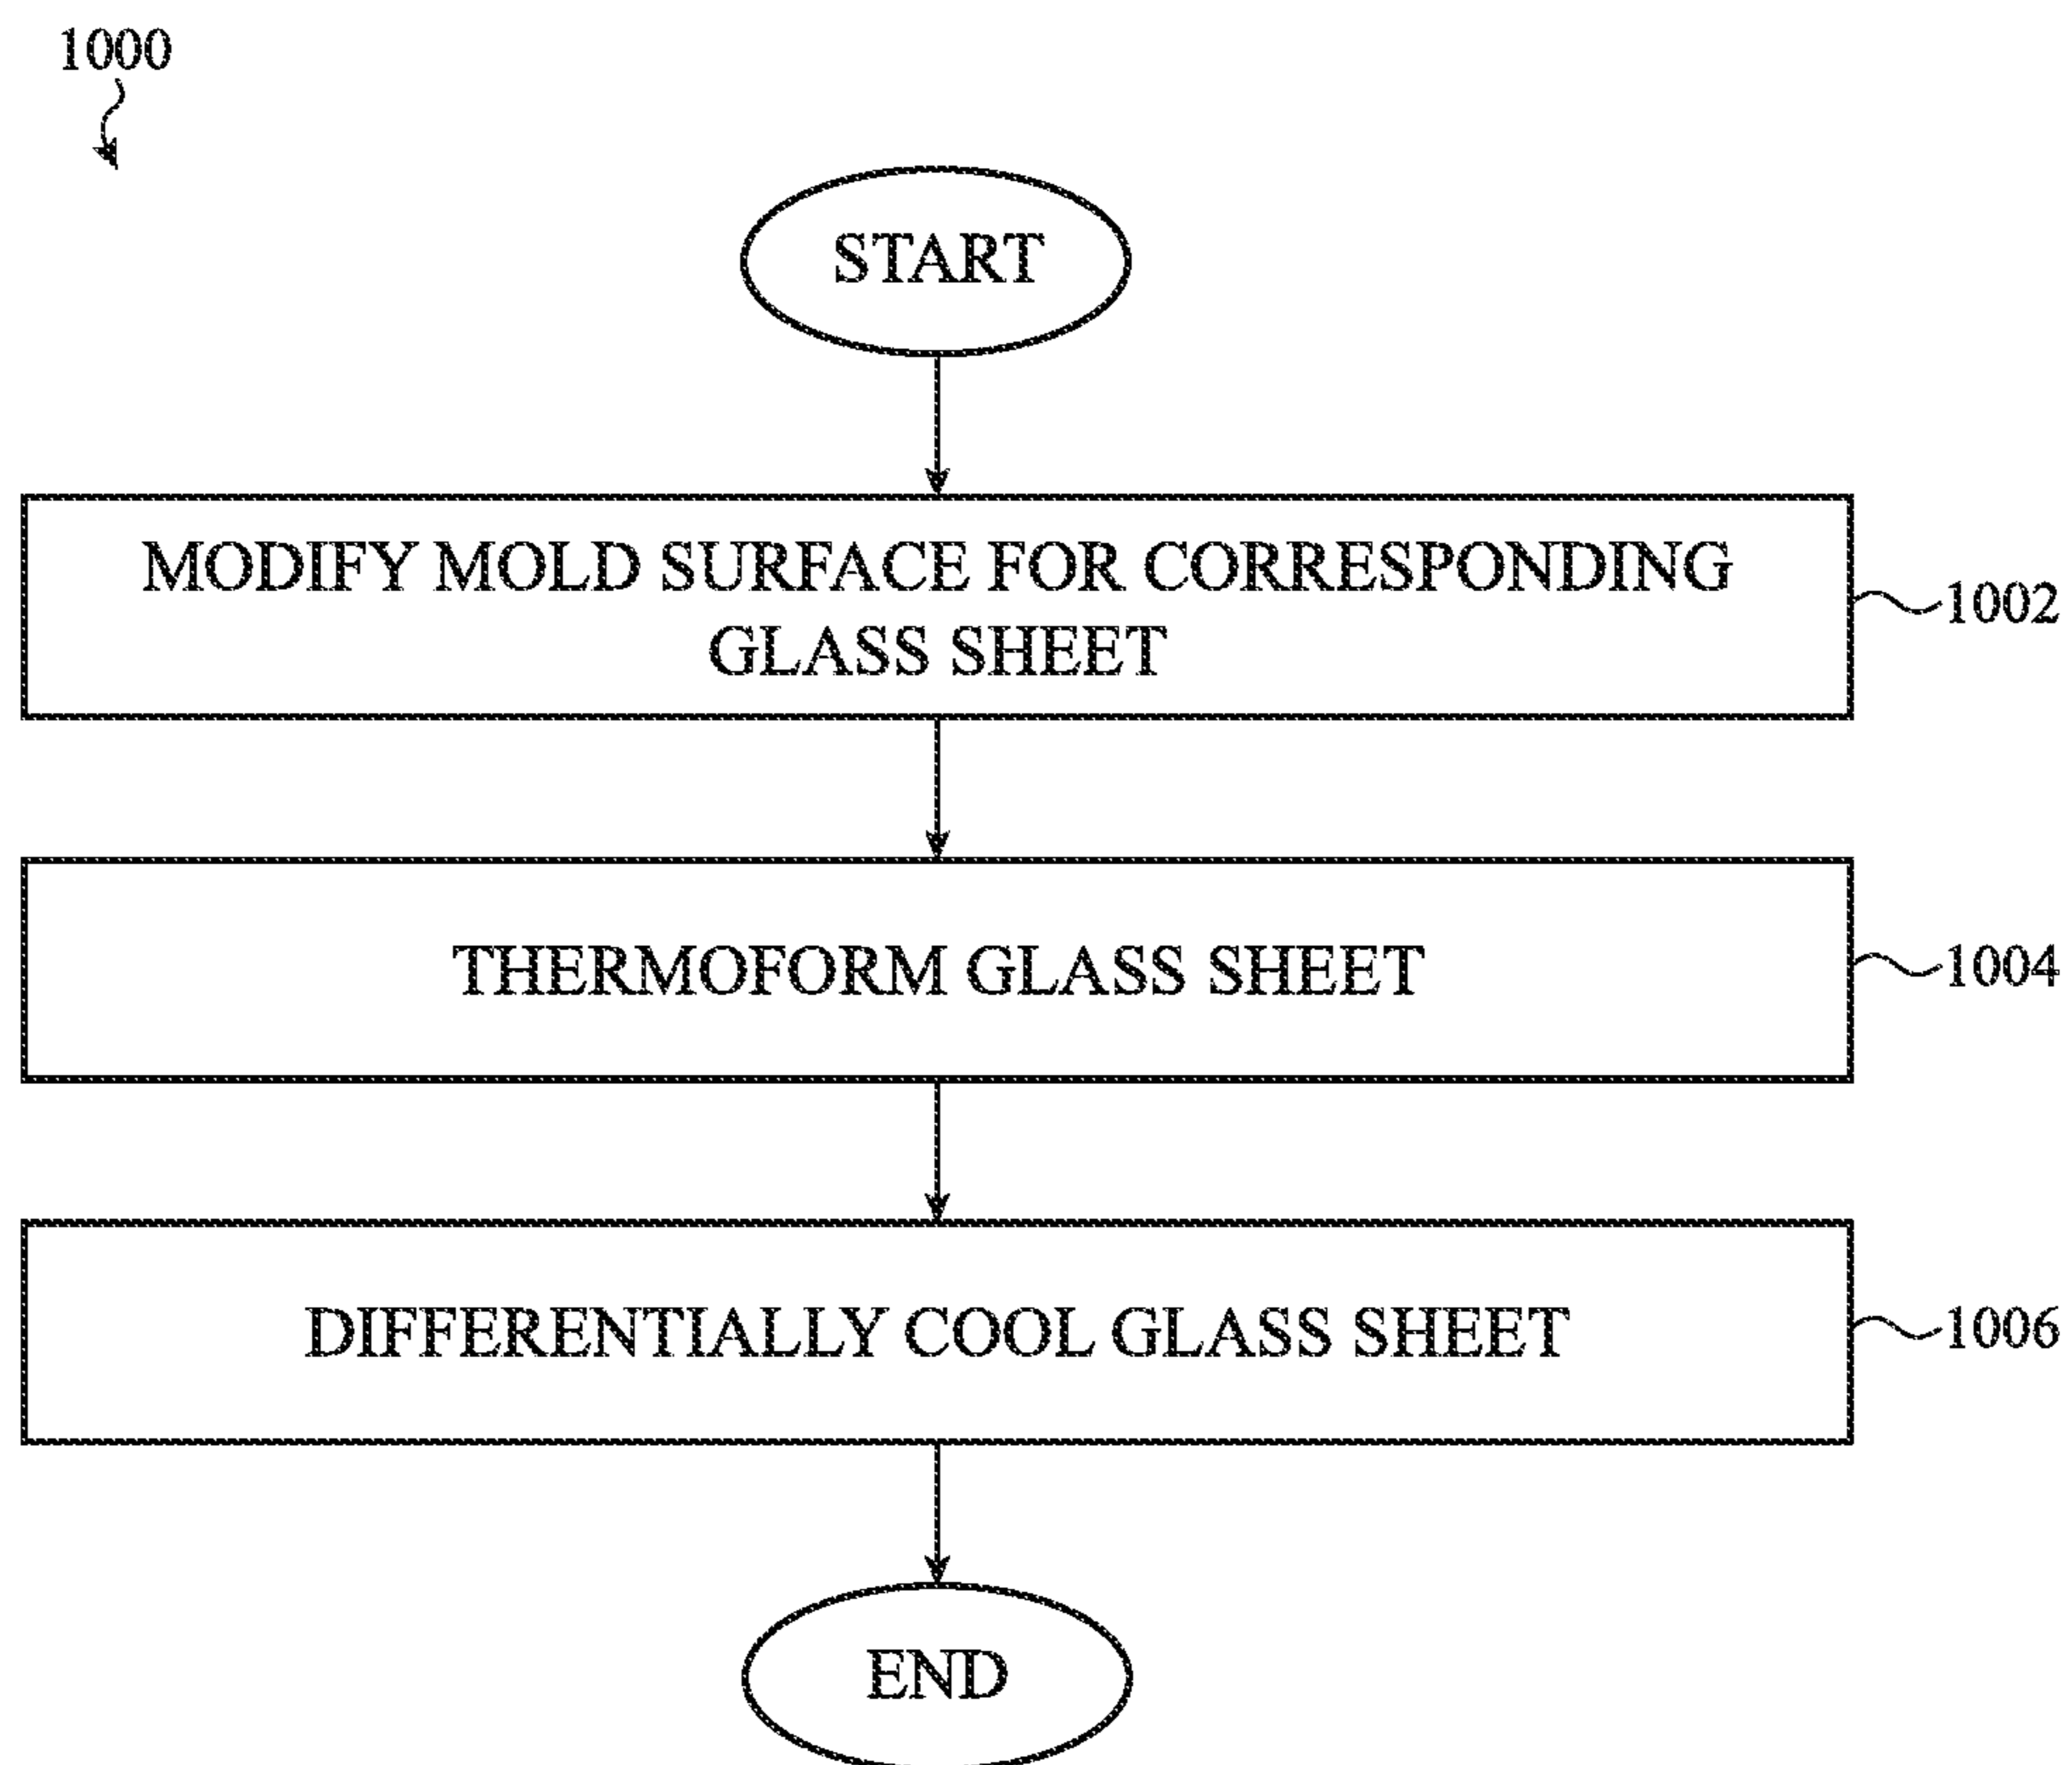 1000
START
MODIFY MOLD SURFACE FOR CORRESPONDING
GLASS SHEET
1002
THERMOFORM GLASS SHEET
1004
DIFFERENTIALLY COOL GLASS SHEET
1006
END